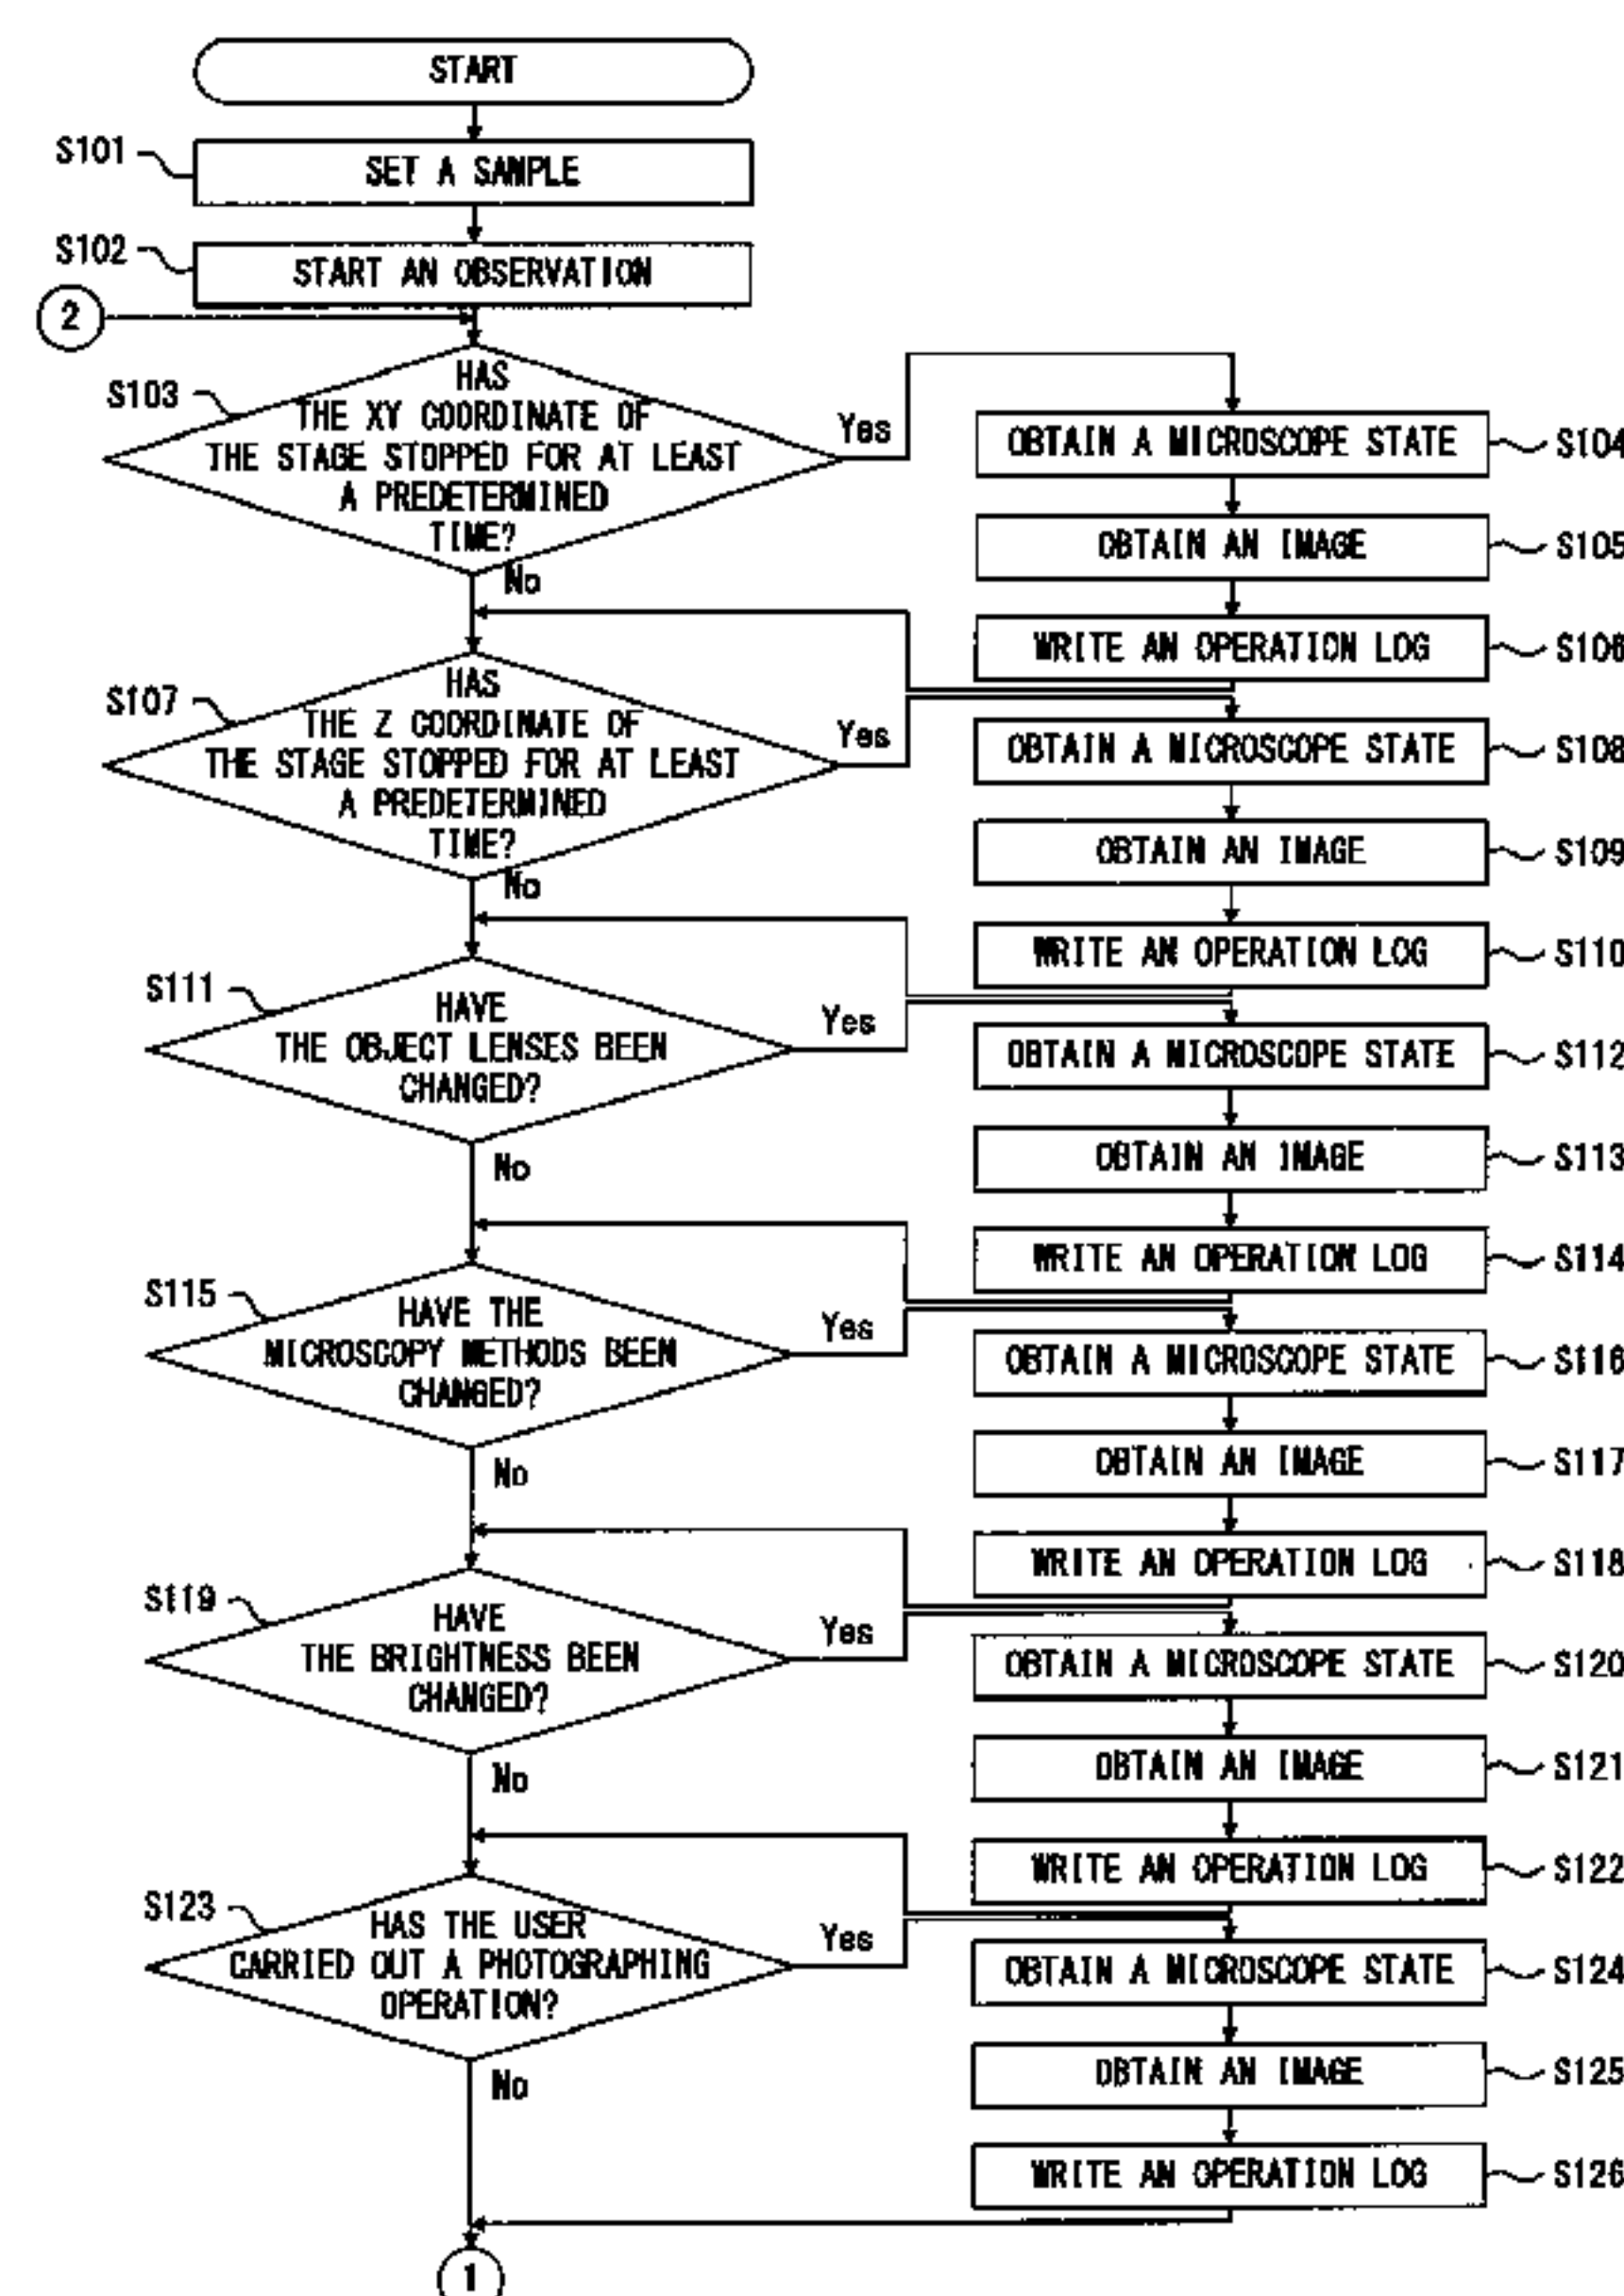 START
S101
SET A SAMPLE
S102
START AN OBSERVATION
2
S103
HAS
THE XY COORDINATE OF
THE STAGE STOPPED FOR AT LEAST
A PREDETERMINED
TIME?
Yes
No
OBTAIN A MICROSCOPE STATE
S104
OBTAIN AN IMAGE
S105
WRITE AN OPERATION LOG
S106
S107
HAS
THE Z COORDINATE OF
THE STAGE STOPPED FOR AT LEAST
A PREDETERMINED
TIME?
Yes
No
OBTAIN A MICROSCOPE STATE
S108
OBTAIN AN IMAGE
S109
WRITE AN OPERATION LOG
S110
S111
HAVE
THE OBJECT LENSES BEEN
CHANGED?
Yes
No
OBTAIN A MICROSCOPE STATE
S112
OBTAIN AN IMAGE
S113
WRITE AN OPERATION LOG
S114
S115
HAVE THE
MICROSCOPY METHODS BEEN
CHANGED?
Yes
No
OBTAIN A MICROSCOPE STATE
S116
OBTAIN AN IMAGE
S117
WRITE AN OPERATION LOG
S118
S119
HAVE
THE BRIGHTNESS BEEN
CHANGED?
Yes
No
OBTAIN A MICROSCOPE STATE
S120
OBTAIN AN IMAGE
S121
WRITE AN OPERATION LOG
S122
S123
HAS THE USER
CARRIED OUT A PHOTOGRAPHING
OPERATION?
Yes
No
OBTAIN A MICROSCOPE STATE
S124
OBTAIN AN IMAGE
S125
WRITE AN OPERATION LOG
S126
1